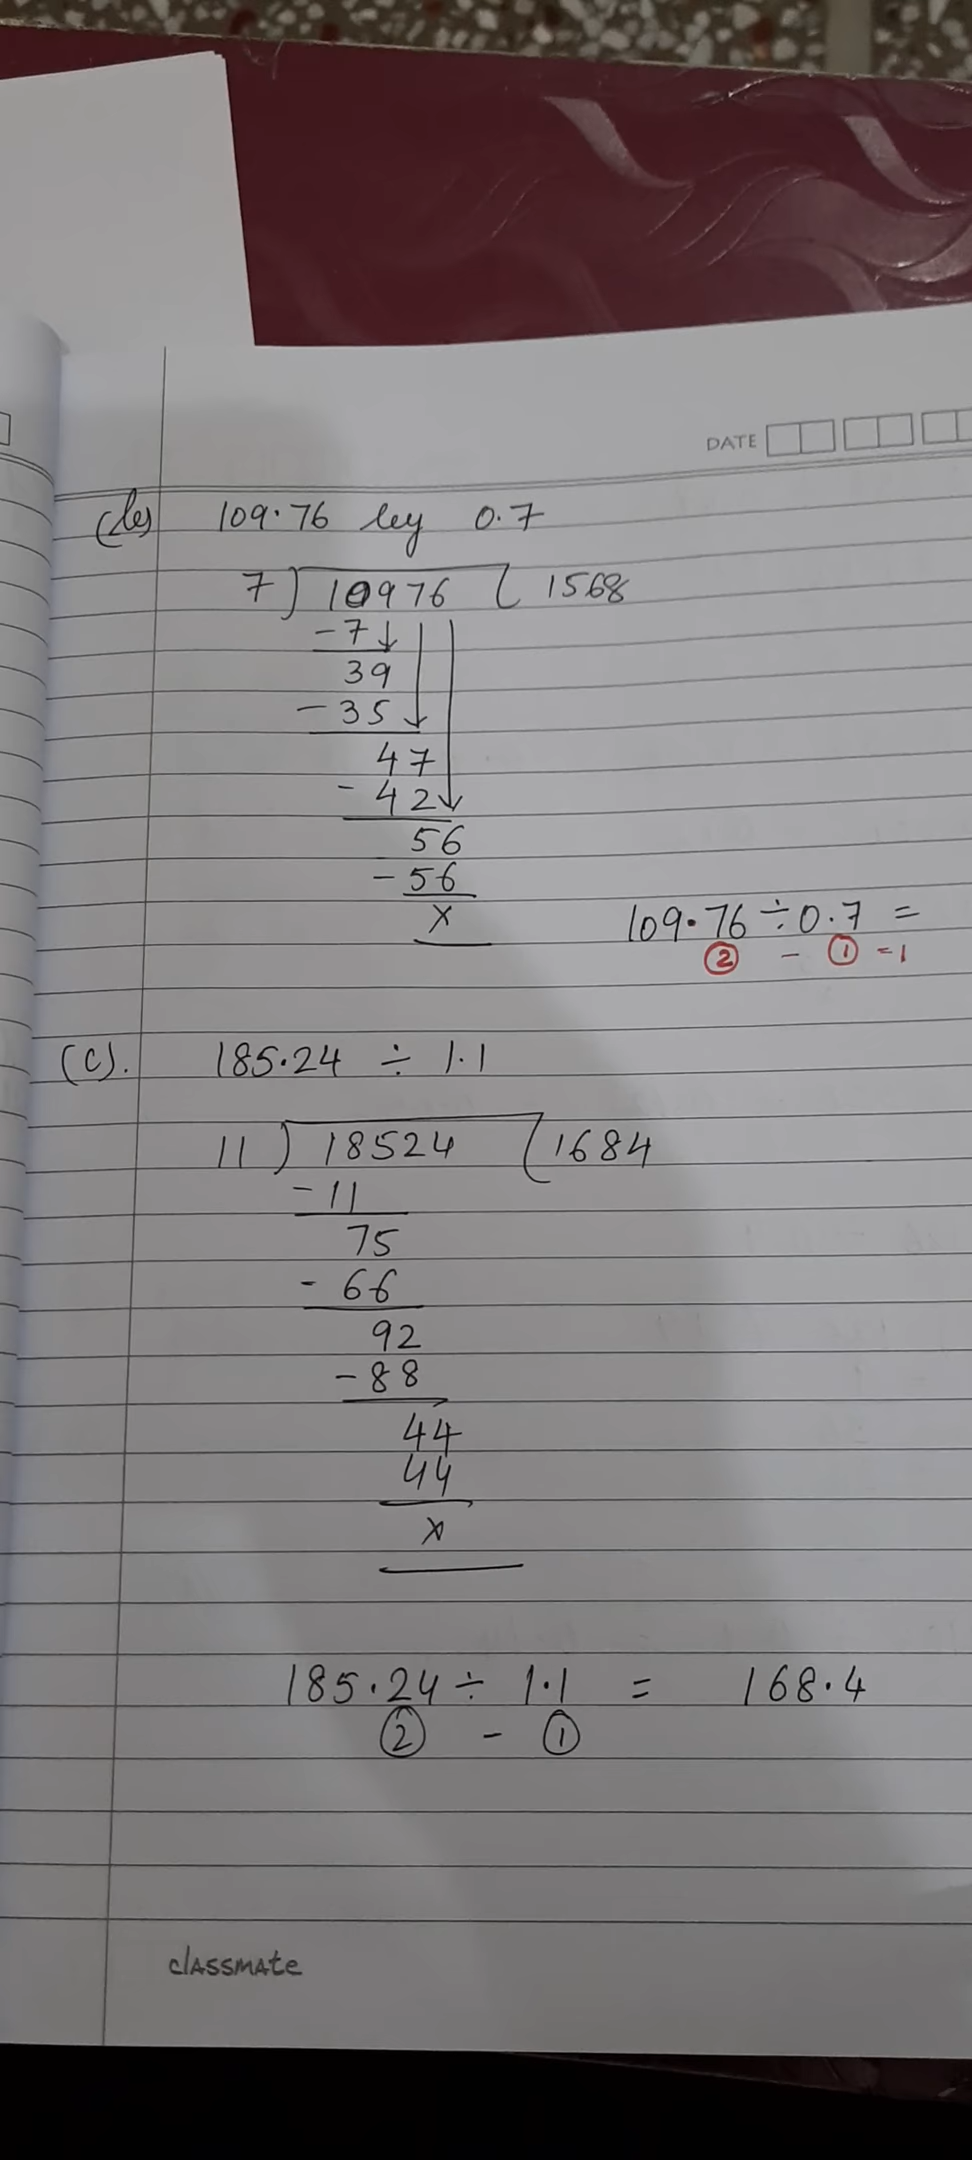 DATE
(b) 109.76 by 0.7
7 ) 10976 ( 1568
-7
39
-35
47
-42
56
-56
x
109.76 ÷ 0.7 =
② - ① =1
(c). 185.24 ÷ 1.1
11 ) 18524 ( 1684
-11
75
-66
92
-88
44
44
x
185.24 ÷ 1.1 = 168.4
② - ①
classmate